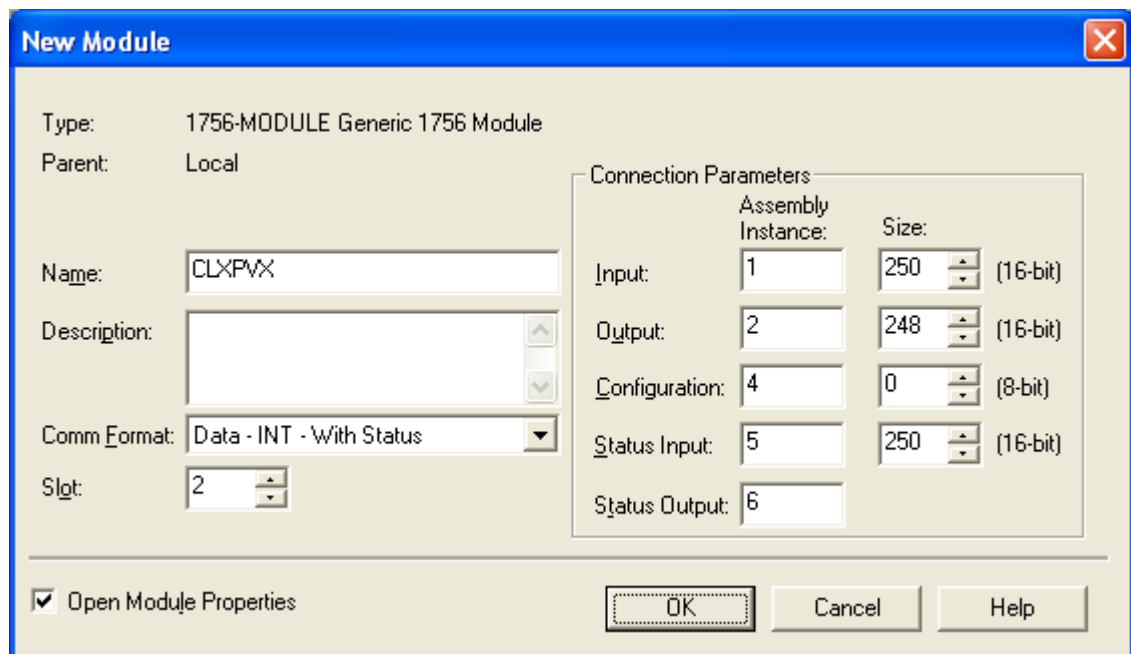 New Module
Type: 1756-MODULE Generic 1756 Module
Parent: Local
Connection Parameters
Assembly
Instance: Size:
Name: CLXPVX
Input: 1 250 (16-bit)
Description:
Output: 2 248 (16-bit)
Configuration: 4 0 (8-bit)
Comm Format: Data - INT - With Status
Status Input: 5 250 (16-bit)
Slot: 2
Status Output: 6
Open Module Properties
OK Cancel Help